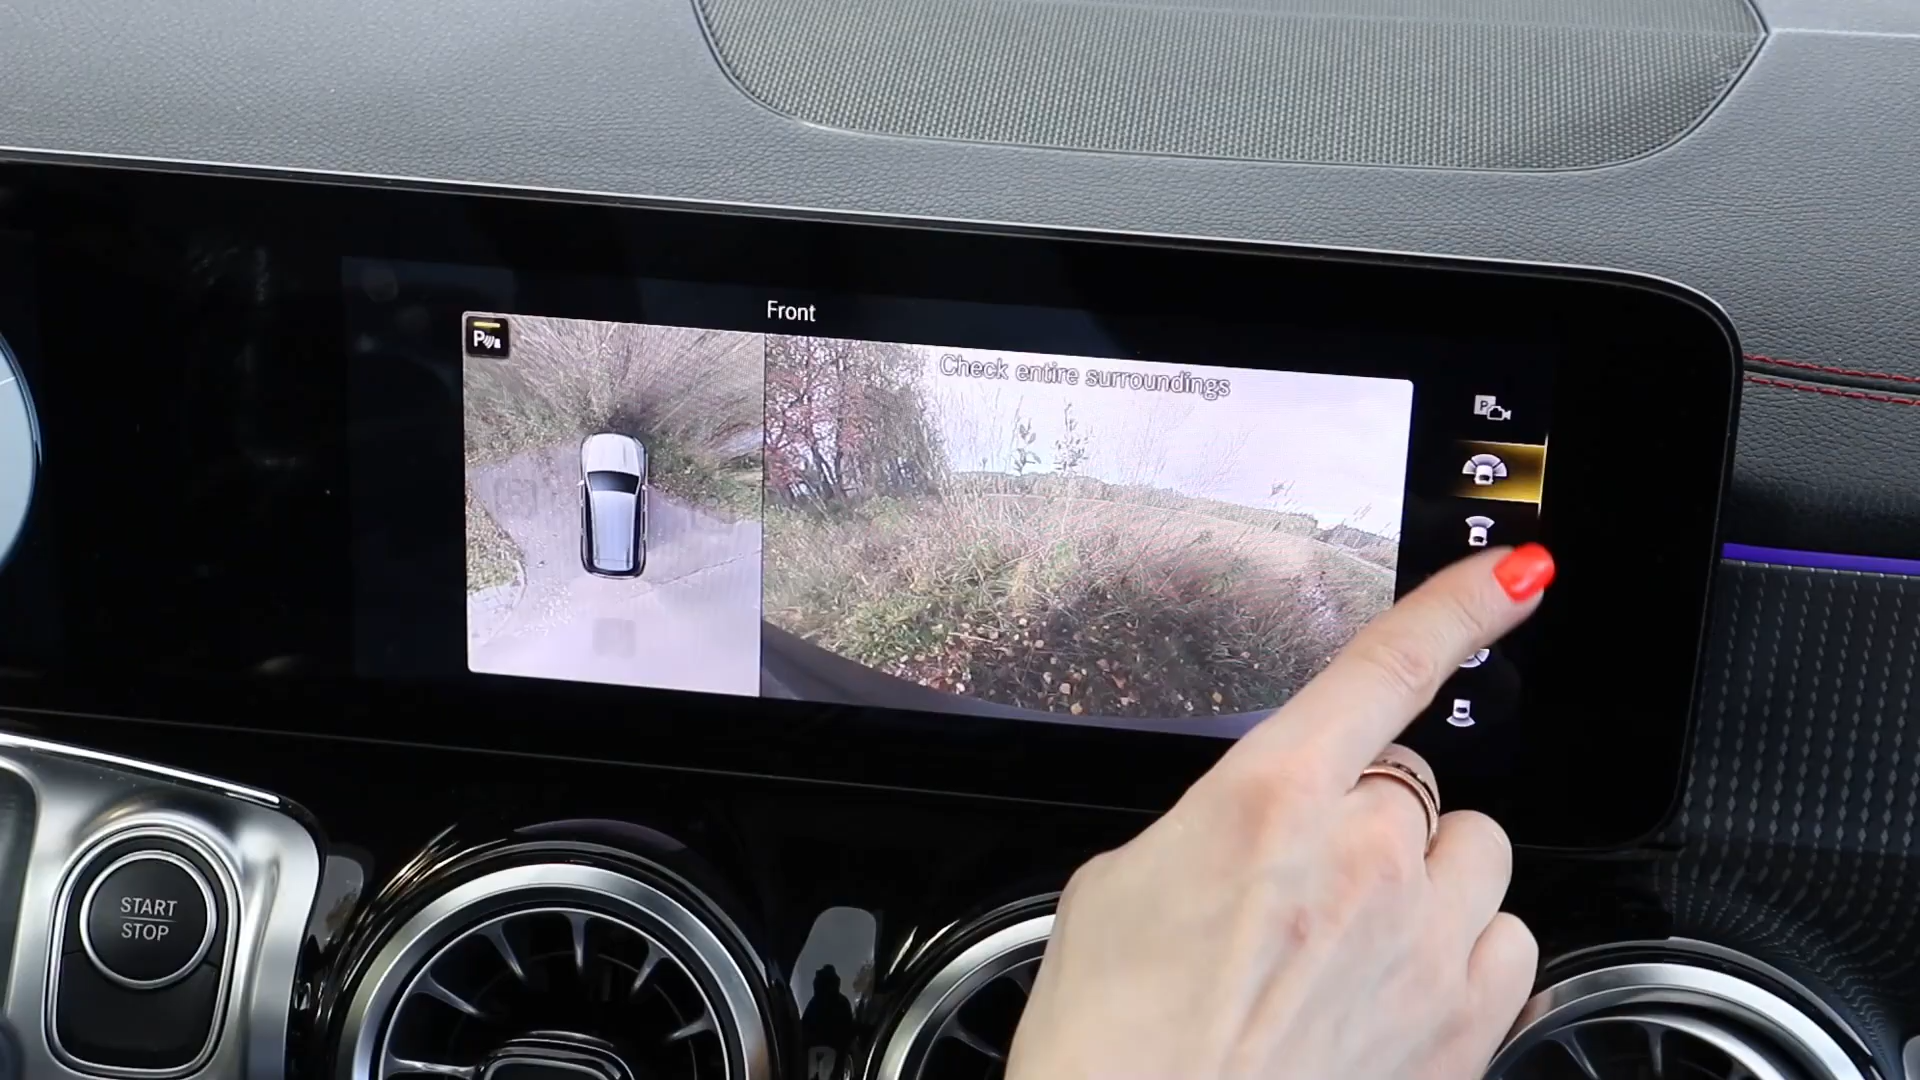 Front
P
Check entire surroundings
P
START
STOP